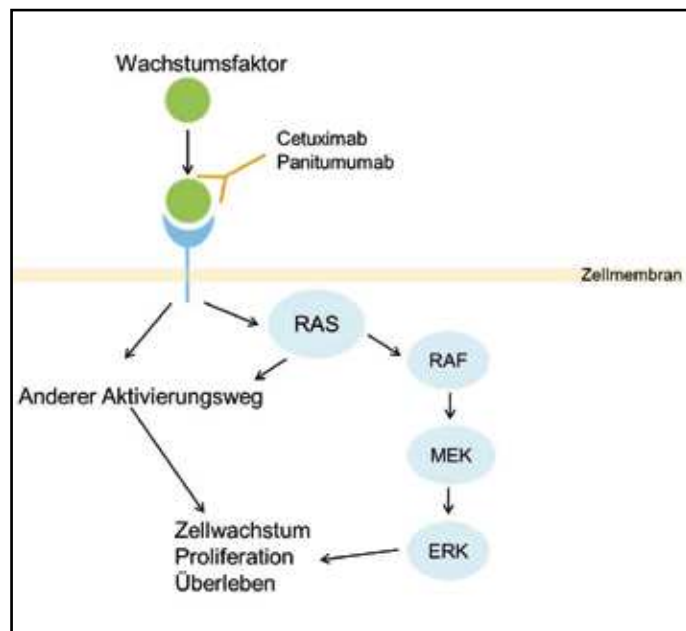 Wachstumsfaktor
Cetuximab
Panitumumab
Zellmembran
RAS
RAF
Anderer Aktivierungsweg
MEK
Zellwachstum
Proliferation
Überleben
ERK